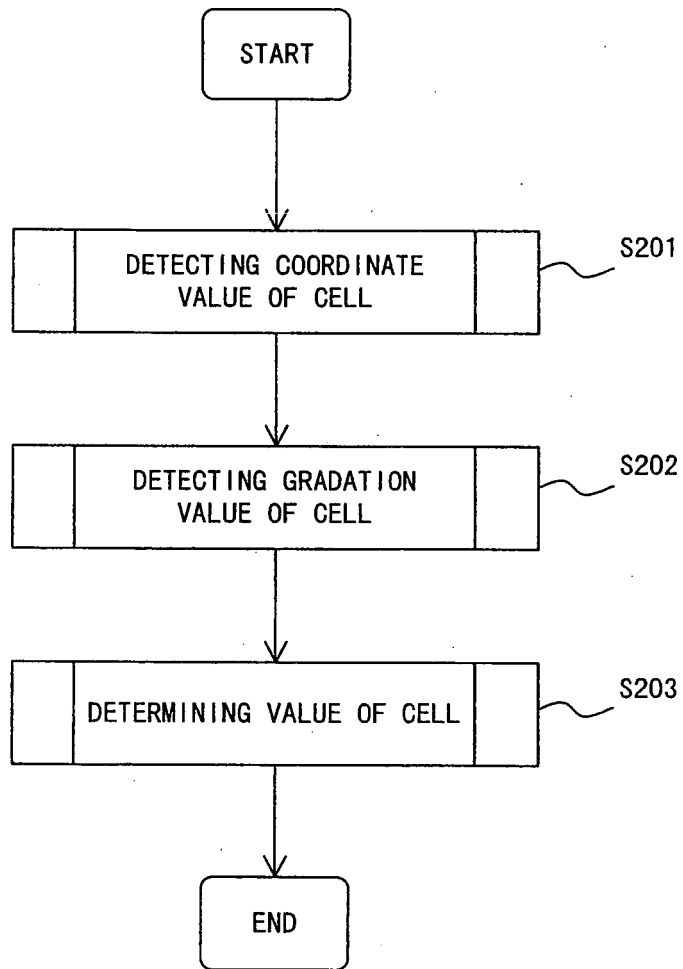 START
DETECTING COORDINATE
VALUE OF CELL
S201
DETECTING GRADATION
VALUE OF CELL
S202
DETERMINING VALUE OF CELL
S203
END